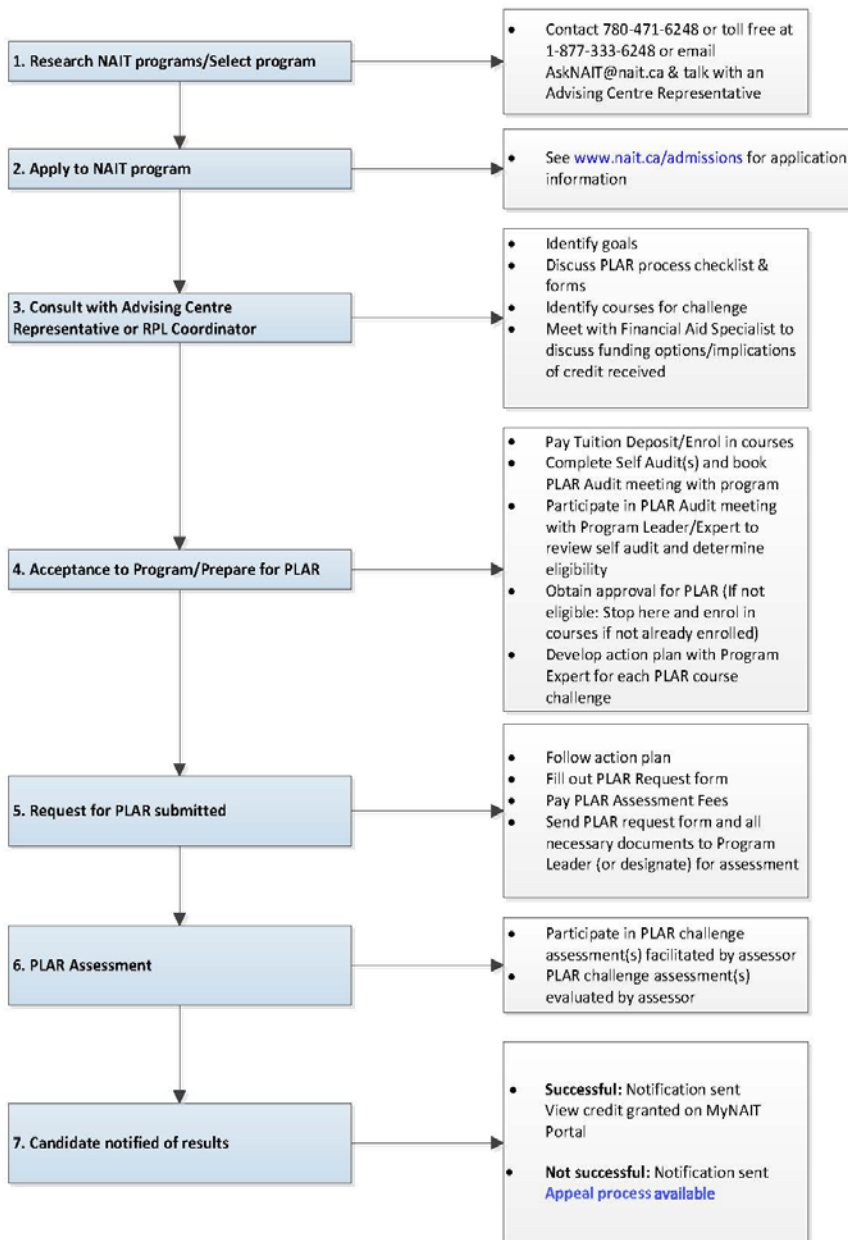 1. Research NAIT programs/Select program
• Contact 780-471-6248 or toll free at
1-877-333-6248 or email
AskNAIT@nait.ca & talk with an
Advising Centre Representative
2. Apply to NAIT program
• See www.nait.ca/admissions for application
information
3. Consult with Advising Centre
Representative or RPL Coordinator
• Identify goals
• Discuss PLAR process checklist &
forms
• Identify courses for challenge
• Meet with Financial Aid Specialist to
discuss funding options/implications
of credit received
4. Acceptance to Program/Prepare for PLAR
• Pay Tuition Deposit/Enrol in courses
• Complete Self Audit(s) and book
PLAR Audit meeting with program
• Participate in PLAR Audit meeting
with Program Leader/Expert to
review self audit and determine
eligibility
• Obtain approval for PLAR (If not
eligible: Stop here and enrol in
courses if not already enrolled)
• Develop action plan with Program
Expert for each PLAR course
challenge
5. Request for PLAR submitted
• Follow action plan
• Fill out PLAR Request form
• Pay PLAR Assessment Fees
• Send PLAR request form and all
necessary documents to Program
Leader (or designate) for assessment
6. PLAR Assessment
• Participate in PLAR challenge
assessment(s) facilitated by assessor
• PLAR challenge assessment(s)
evaluated by assessor
7. Candidate notified of results
• Successful: Notification sent
View credit granted on MyNAIT
Portal
• Not successful: Notification sent
Appeal process available